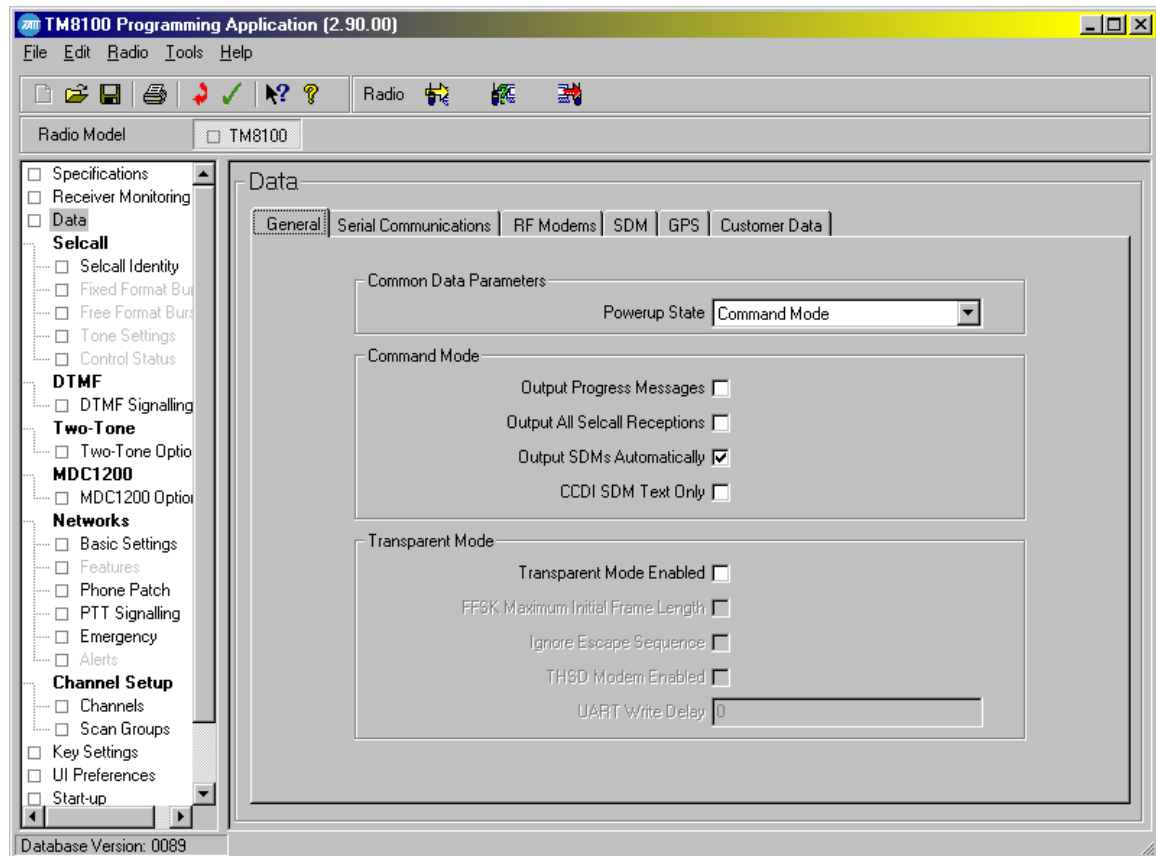 TAIT TM8100 Programming Application (2.90.00)
File Edit Radio Tools Help
Radio
Radio Model TM8100
Specifications
Receiver Monitoring
Data
Selcall
Selcall Identity
Fixed Format Bur
Free Format Burs
Tone Settings
Control Status
DTMF
DTMF Signalling
Two-Tone
Two-Tone Optio
MDC1200
MDC1200 Option
Networks
Basic Settings
Features
Phone Patch
PTT Signalling
Emergency
Alerts
Channel Setup
Channels
Scan Groups
Key Settings
UI Preferences
Start-up
Data
General Serial Communications RF Modems SDM GPS Customer Data
Common Data Parameters
Powerup State Command Mode
Command Mode
Output Progress Messages
Output All Selcall Receptions
Output SDMs Automatically
CCDI SDM Text Only
Transparent Mode
Transparent Mode Enabled
FFSK Maximum Initial Frame Length
Ignore Escape Sequence
THSD Modem Enabled
UART Write Delay 0
Database Version: 0089